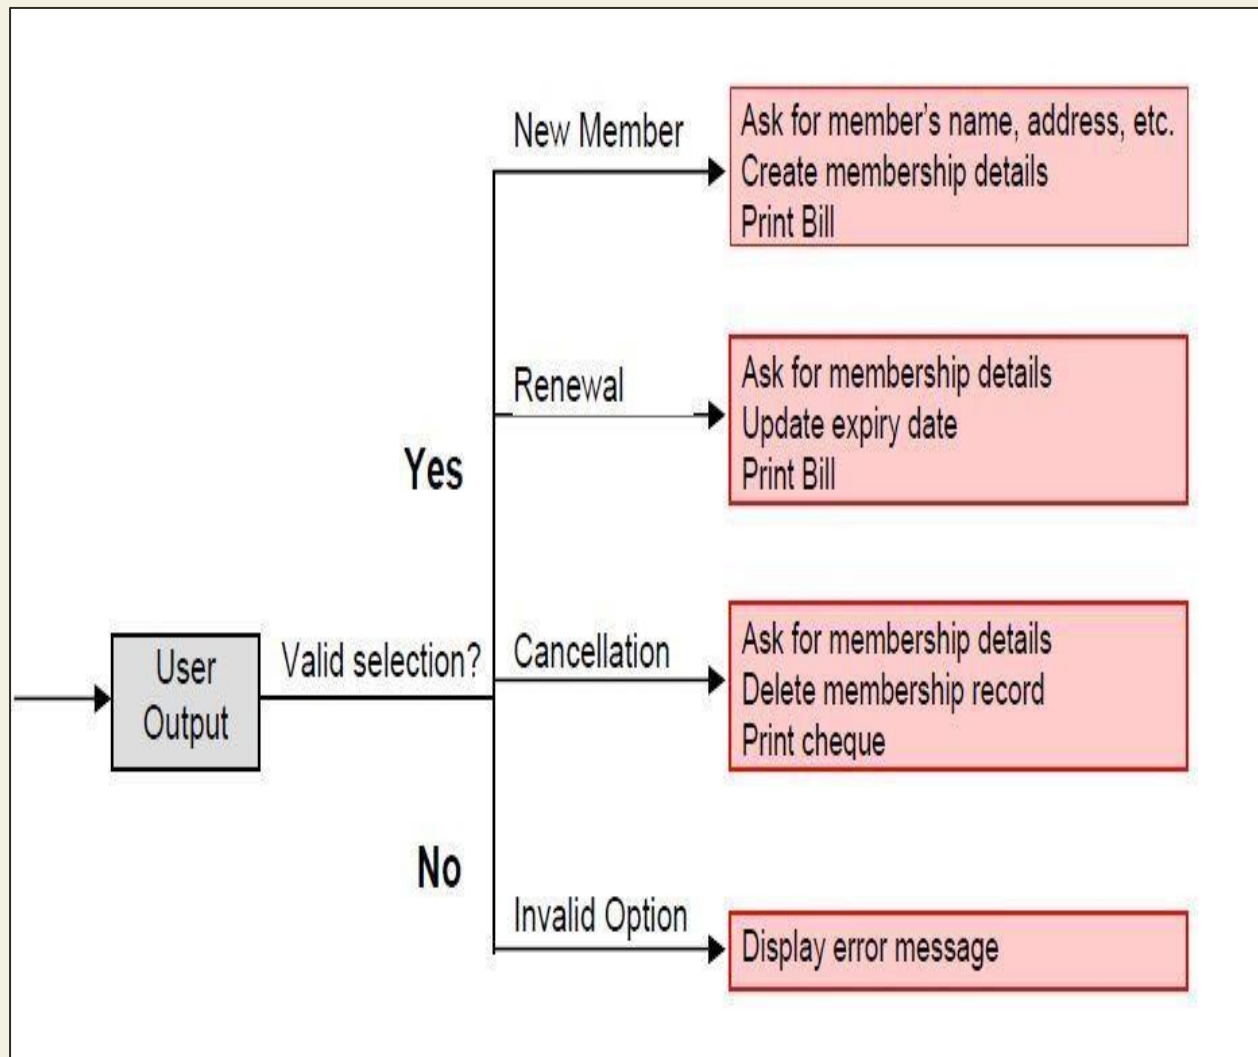 New Member
Ask for member's name, address, etc.
Create membership details
Print Bill
Renewal
Ask for membership details
Update expiry date
Print Bill
Yes
User
Output
Valid selection?
Cancellation
Ask for membership details
Delete membership record
Print cheque
No
Invalid Option
Display error message